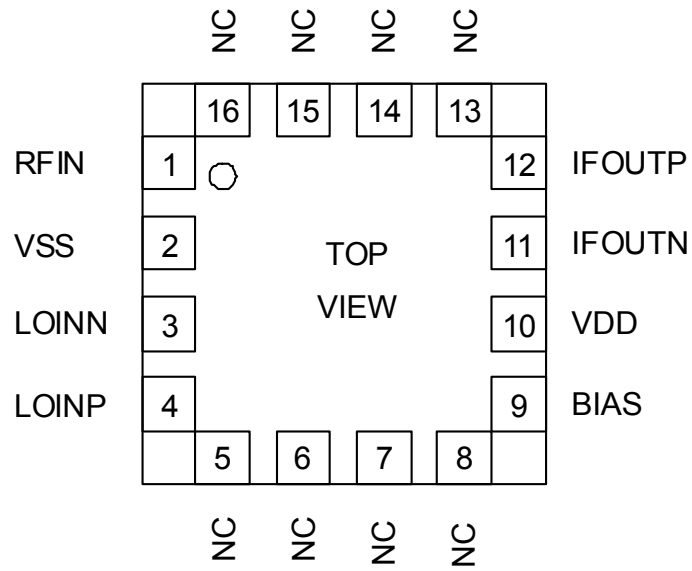 NC NC NC NC
16 15 14 13
RFIN 1 12 IFOUTP
VSS 2 TOP 11 IFOUTN
VIEW
LOINN 3 10 VDD
LOINP 4 9 BIAS
5 6 7 8
NC NC NC NC